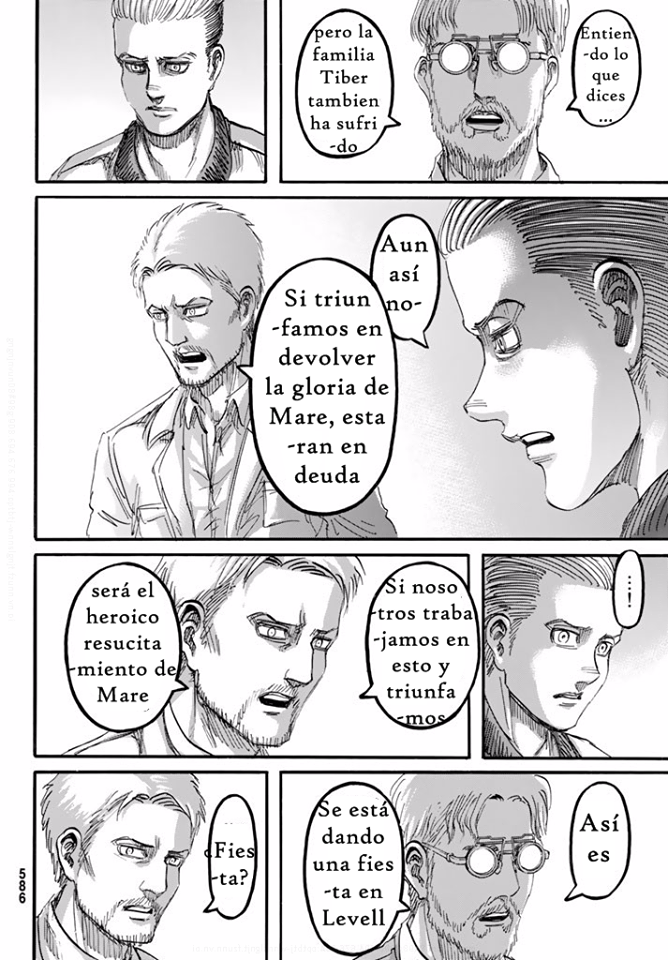 Entien
-do lo
que
dices
...
pero la
familia
Tiber
tambien
ha sufri
-do
Aun
así
no-
Si triun
-famos en
devolver
la gloria de
Mare, esta
-ran en
deuda
...!
Si noso
-tros traba
-jamos en
esto y
triunfa
-mos
será el
heroico
resucita
-miento de
Mare
Así
es
Se está
dando
una fies
-ta en
Levell
¿Fies
-ta?
586